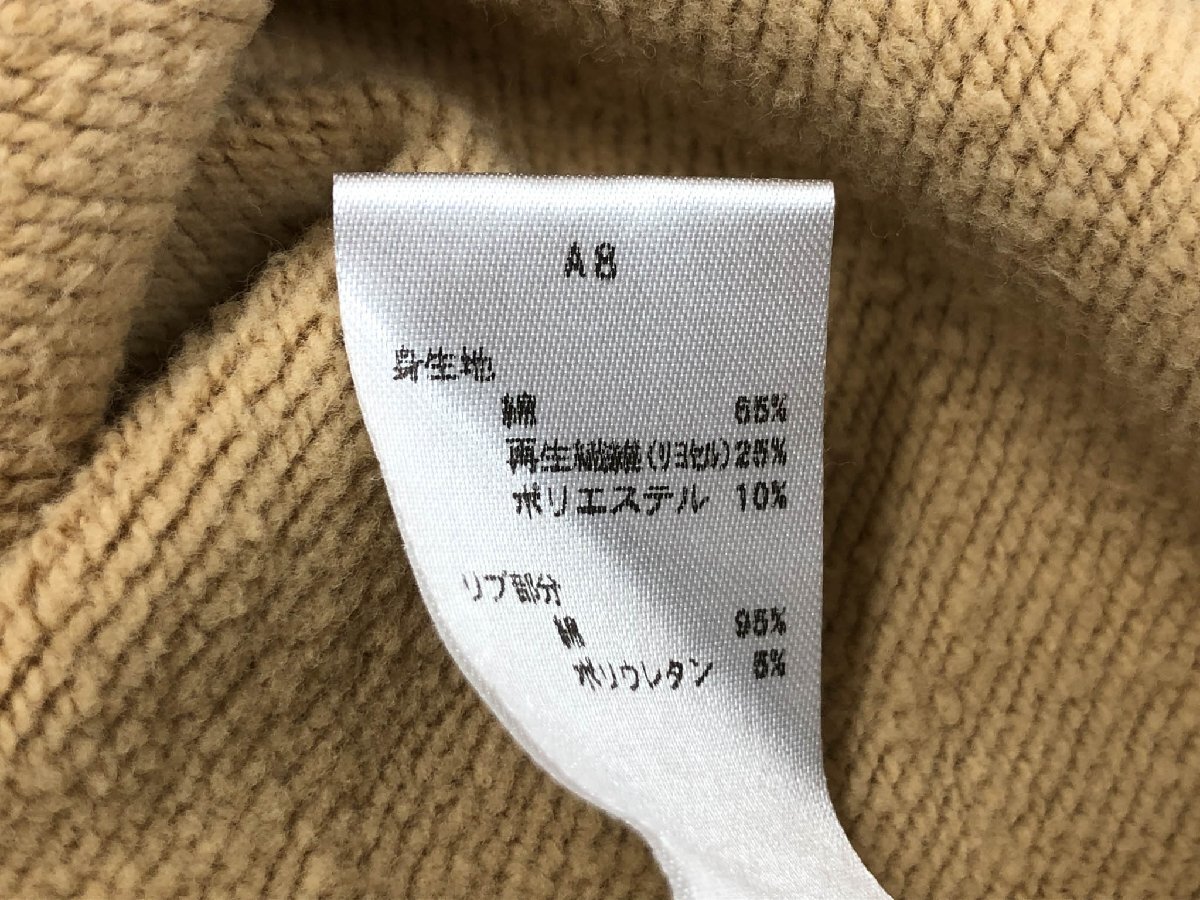 A8
身生地
綿 65%
再生繊維(リヨセル)25%
ポリエステル 10%
リブ部分
綿 95%
ポリウレタン 5%